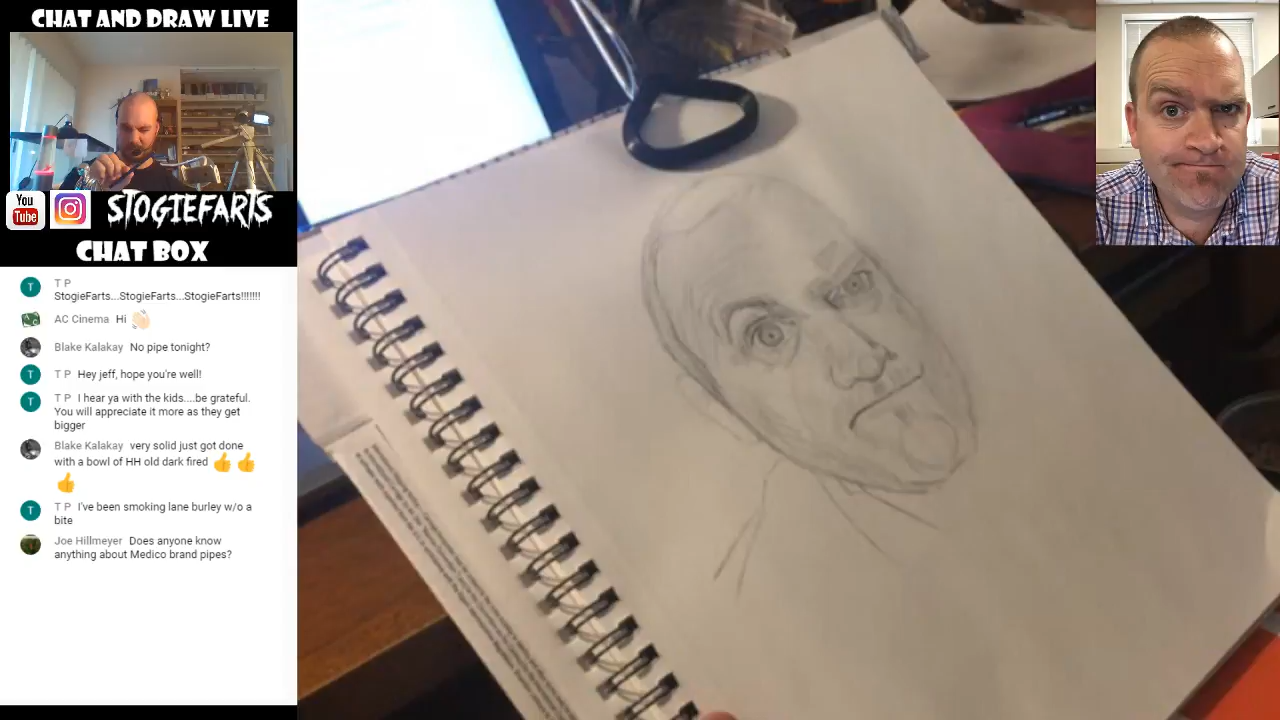 CHAT AND DRAW LIVE
You
Tube
STOGIEFARTS
CHAT BOX
T P
StogieFarts...StogieFarts...StogieFarts!!!!!!!
AC Cinema Hi 👋🏻
Blake Kalakay No pipe tonight?
T P Hey jeff, hope you're well!
T P I hear ya with the kids....be grateful.
You will appreciate it more as they get
bigger
Blake Kalakay very solid just got done
with a bowl of HH old dark fired 👍 👍
👍
T P I've been smoking lane burley w/o a
bite
Joe Hillmeyer Does anyone know
anything about Medico brand pipes?
T
T
T
T